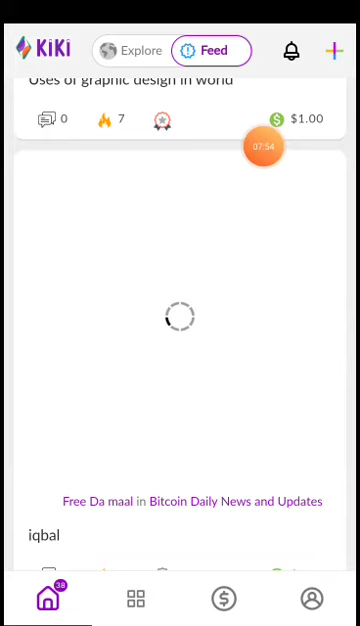 KiKi
Explore
Feed
Uses of graphic design in world
0
7
$1.00
07:54
Free Da maal in Bitcoin Daily News and Updates
iqbal
38